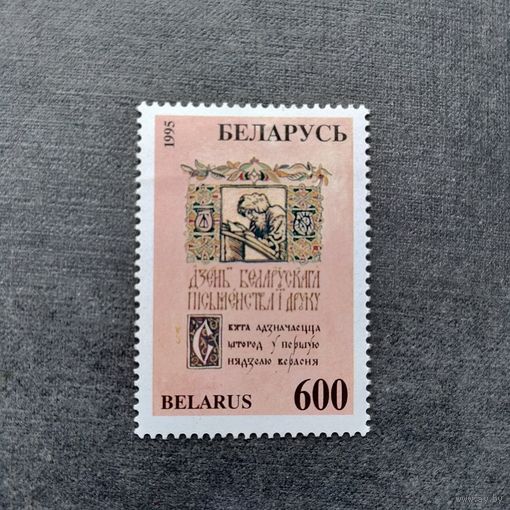 1995
БЕЛАРУСЬ
ДЗЕНЬ БЕЛАРУСКАГА
ПІСЬМЕНСТВА І ДРУКУ
СВЯТА АДЗНАЧАЕЦЦА
ШТОГОД У ПЕРШУЮ
НЯДЗЕЛЮ ВЕРАСНЯ
BELARUS 600